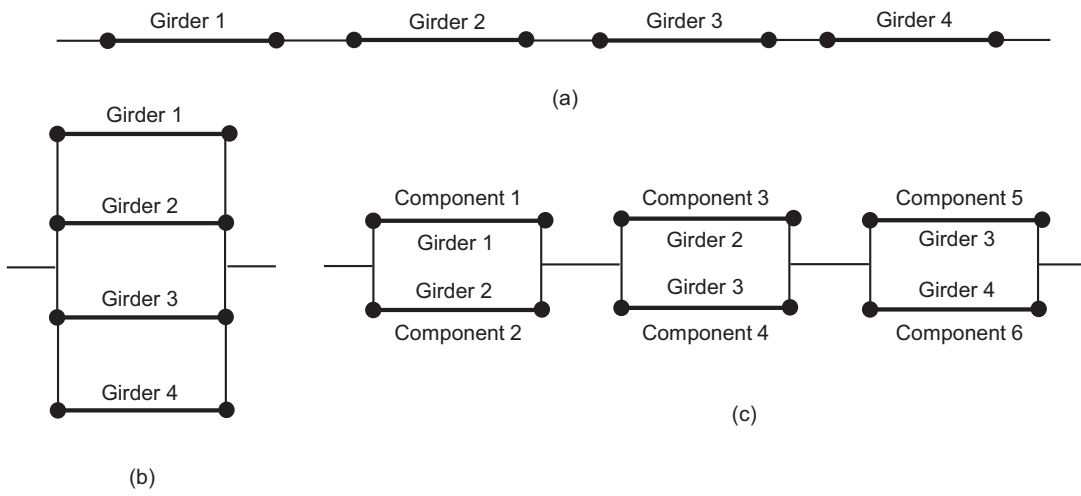 Girder 1 Girder 2 Girder 3 Girder 4
(a)
Girder 1
Girder 2
Girder 3
Girder 4
(b)
Component 1 Component 3 Component 5
Girder 1 Girder 2 Girder 3
Girder 2 Girder 3 Girder 4
Component 2 Component 4 Component 6
(c)